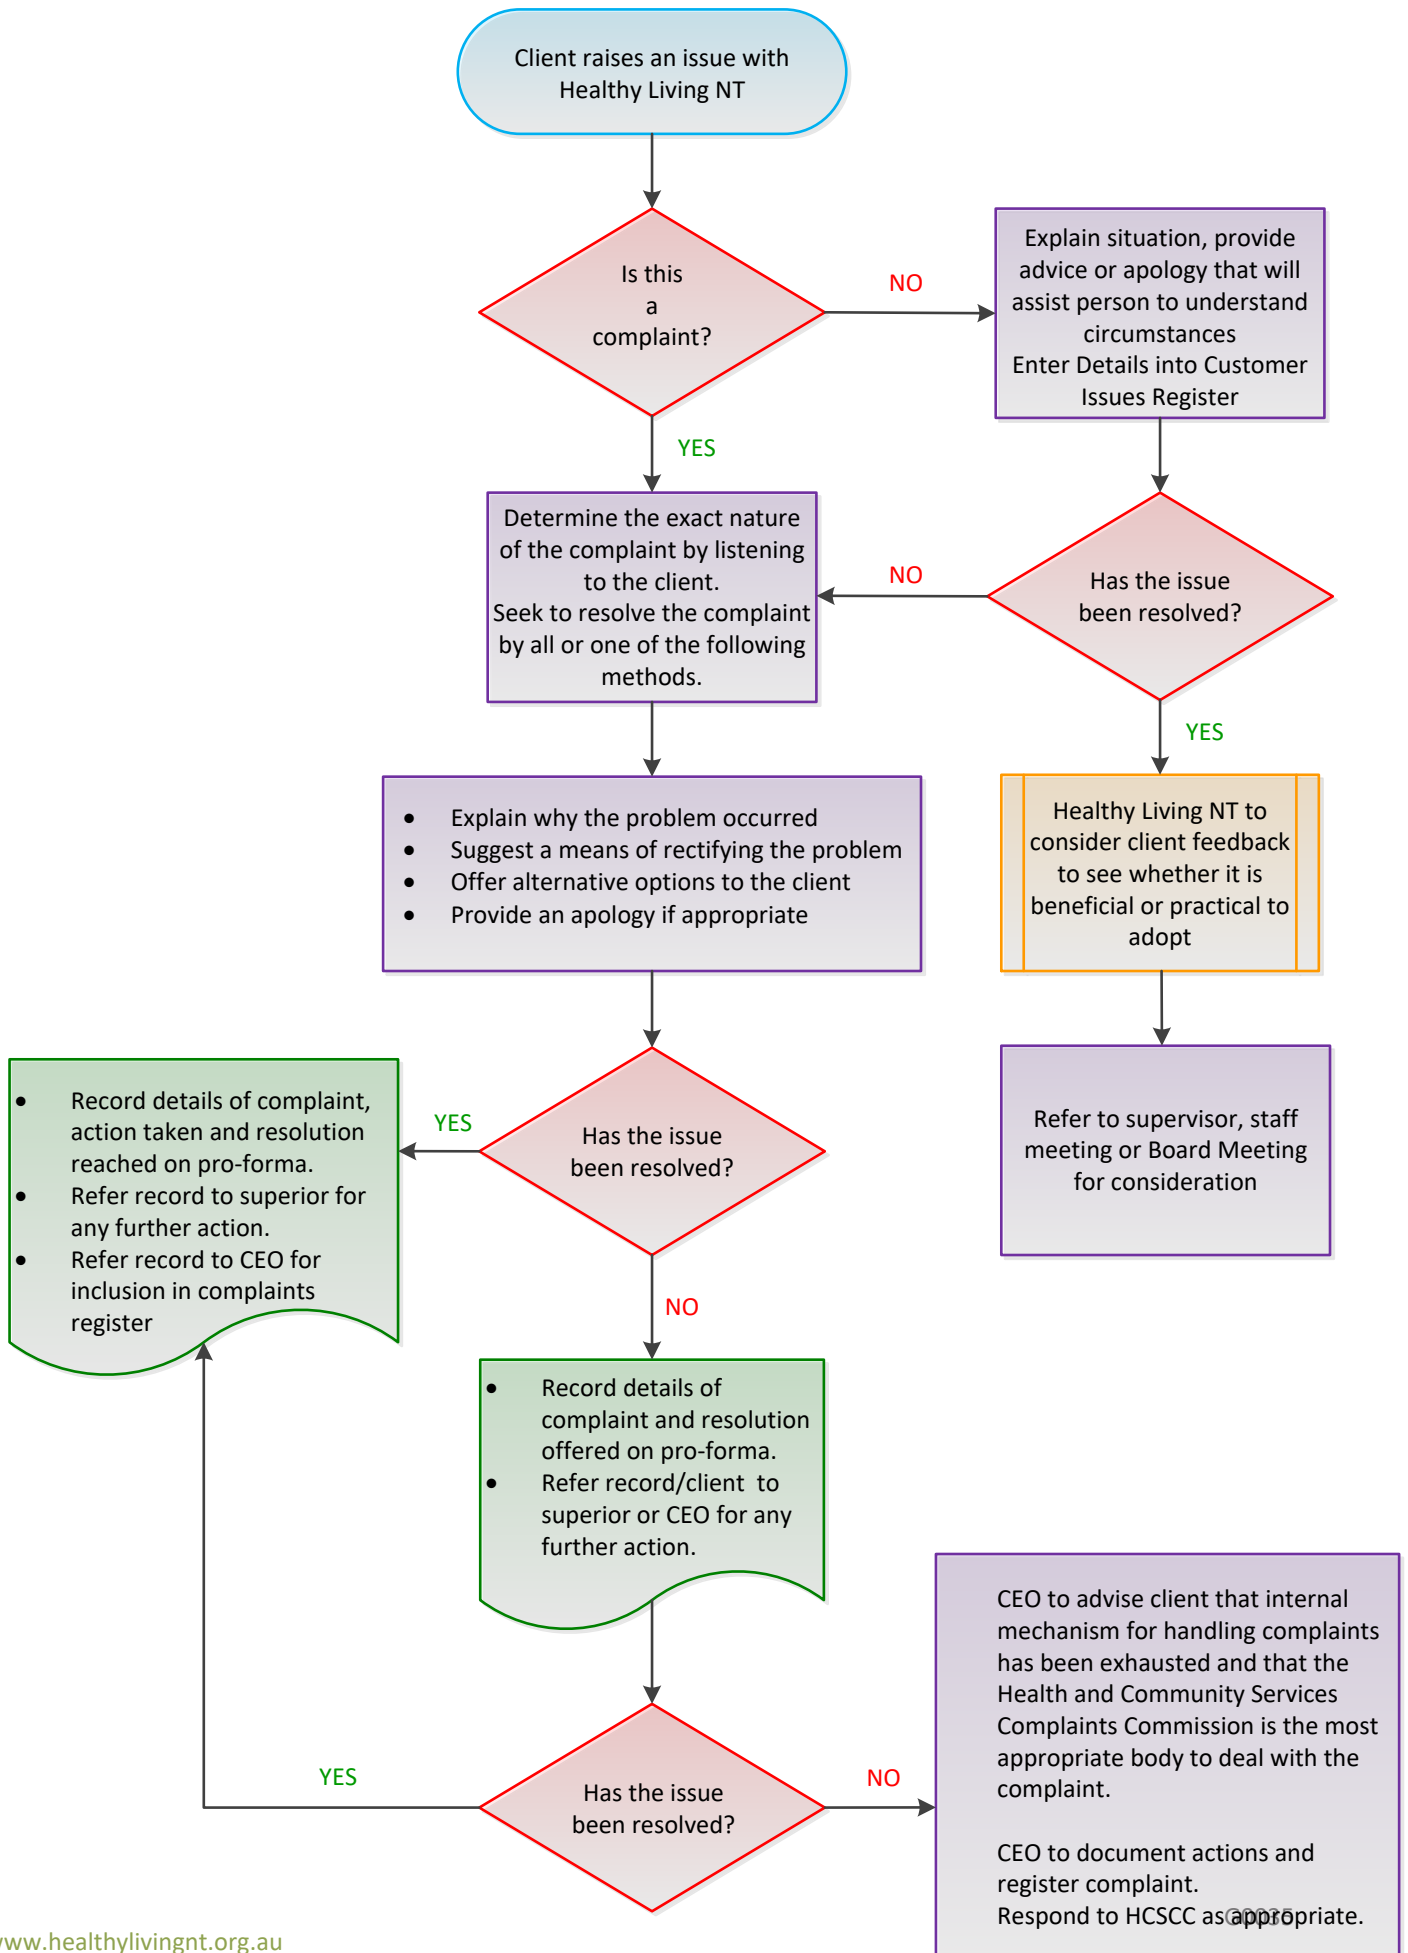 Client raises an issue with
Healthy Living NT
Is this
a
complaint?
NO
Explain situation, provide
advice or apology that will
assist person to understand
circumstances
Enter Details into Customer
Issues Register
YES
Determine the exact nature
of the complaint by listening
to the client.
Seek to resolve the complaint
by all or one of the following
methods.
NO
Has the issue
been resolved?
YES
• Explain why the problem occurred
• Suggest a means of rectifying the problem
• Offer alternative options to the client
• Provide an apology if appropriate
Healthy Living NT to
consider client feedback
to see whether it is
beneficial or practical to
adopt
Refer to supervisor, staff
meeting or Board Meeting
for consideration
Has the issue
been resolved?
YES
• Record details of complaint,
action taken and resolution
reached on pro-forma.
• Refer record to superior for
any further action.
• Refer record to CEO for
inclusion in complaints
register
NO
• Record details of
complaint and resolution
offered on pro-forma.
• Refer record/client to
superior or CEO for any
further action.
Has the issue
been resolved?
YES
NO
CEO to advise client that internal
mechanism for handling complaints
has been exhausted and that the
Health and Community Services
Complaints Commission is the most
appropriate body to deal with the
complaint.
CEO to document actions and
register complaint.
Respond to HCSCC as appropriate.
www.healthylivingnt.org.au